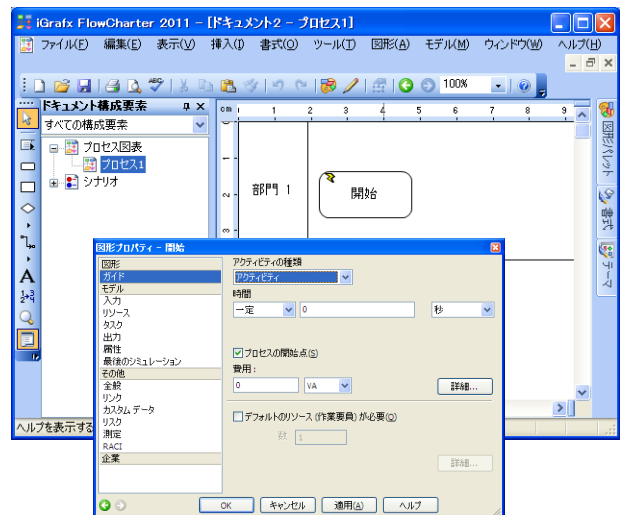 iGrafx FlowCharter 2011 - [ドキュメント2 - プロセス1]
ファイル(F) 編集(E) 表示(V) 挿入(I) 書式(O) ツール(T) 図形(A) モデル(M) ウィンドウ(W) ヘルプ(H)
100%
ドキュメント構成要素
すべての構成要素
プロセス図表
プロセス1
シナリオ
cm 1 2 3 4 5 6 7 8 9
部門 1
開始
図形パレット
書式
テーマ
ヘルプを表示する
図形プロパティ - 開始
図形
ガイド
モデル
入力
リソース
タスク
出力
属性
最後のシミュレーション
その他
全般
リンク
カスタム データ
リスク
測定
RACI
企業
アクティビティの種類
アクティビティ
時間
一定 0 秒
プロセスの開始点(S)
費用:
0 VA 詳細...
デフォルトのリソース (作業要員) が必要(Q)
数 1
詳細...
OK キャンセル 適用(A) ヘルプ